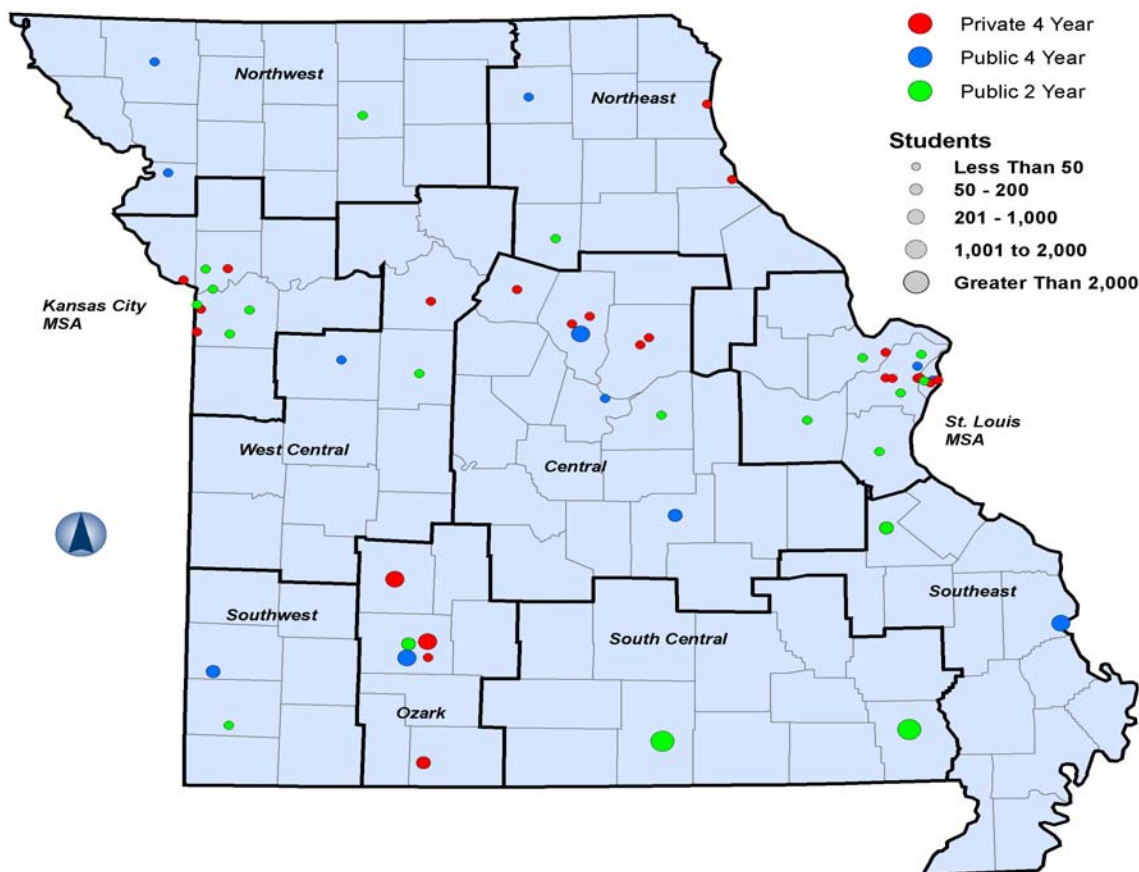 Private 4 Year
Public 4 Year
Public 2 Year
Students
Less Than 50
50 - 200
201 - 1,000
1,001 to 2,000
Greater Than 2,000
Northwest
Northeast
Kansas City
MSA
St. Louis
MSA
West Central
Central
Southwest
Southeast
South Central
Ozark